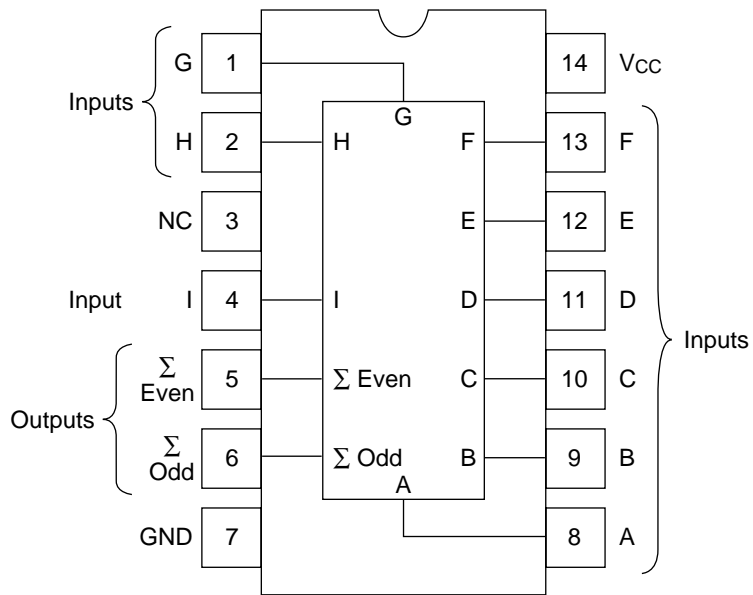 G 1 14 VCC
Inputs
G
H 2 H F 13 F
NC 3 E 12 E
Input I 4 I D 11 D
Inputs
Σ
Even 5 Σ Even C 10 C
Outputs
Σ
Odd 6 Σ Odd B 9 B
A
GND 7 8 A